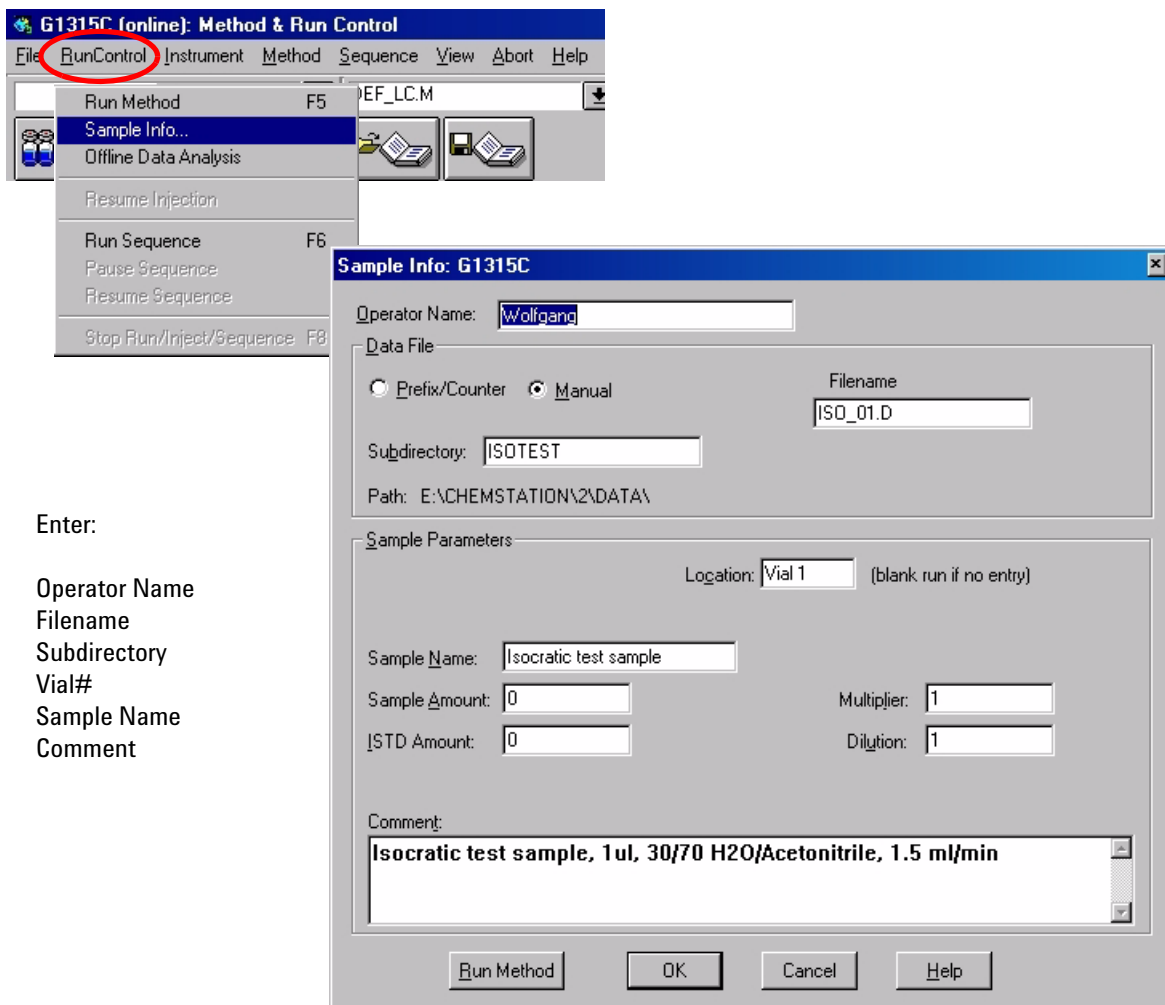 G1315C (online): Method & Run Control
File RunControl Instrument Method Sequence View Abort Help
DEF_LC.M
Run Method F5
Sample Info...
Offline Data Analysis
Resume Injection
Run Sequence F6
Pause Sequence
Resume Sequence
Stop Run/Inject/Sequence F8
Sample Info: G1315C
Operator Name: Wolfgang
Data File
Prefix/Counter Manual
Filename
ISO_01.D
Subdirectory: ISOTEST
Path: E:\CHEMSTATION\2\DATA\
Sample Parameters
Location: Vial 1 (blank run if no entry)
Sample Name: Isocratic test sample
Sample Amount: 0 Multiplier: 1
ISTD Amount: 0 Dilution: 1
Comment:
Isocratic test sample, 1ul, 30/70 H2O/Acetonitrile, 1.5 ml/min
Run Method OK Cancel Help
Enter:
Operator Name
Filename
Subdirectory
Vial#
Sample Name
Comment